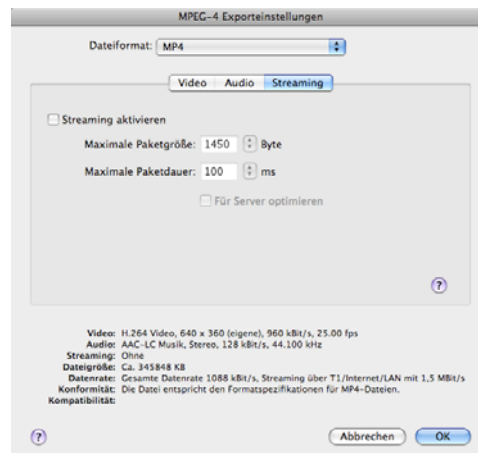 MPEG-4 Exporteinstellungen
Dateiformat: MP4
Video Audio Streaming
Streaming aktivieren
Maximale Paketgröße: 1450 Byte
Maximale Paketdauer: 100 ms
Für Server optimieren
?
Video: H.264 Video, 640 x 360 (eigene), 960 kBit/s, 25.00 fps
Audio: AAC-LC Musik, Stereo, 128 kBit/s, 44.100 kHz
Streaming: Ohne
Dateigröße: Ca. 345848 KB
Datenrate: Gesamte Datenrate 1088 kBit/s, Streaming über T1/Internet/LAN mit 1,5 MBit/s
Konformität: Die Datei entspricht den Formatspezifikationen für MP4-Dateien.
Kompatibilität:
? Abbrechen OK